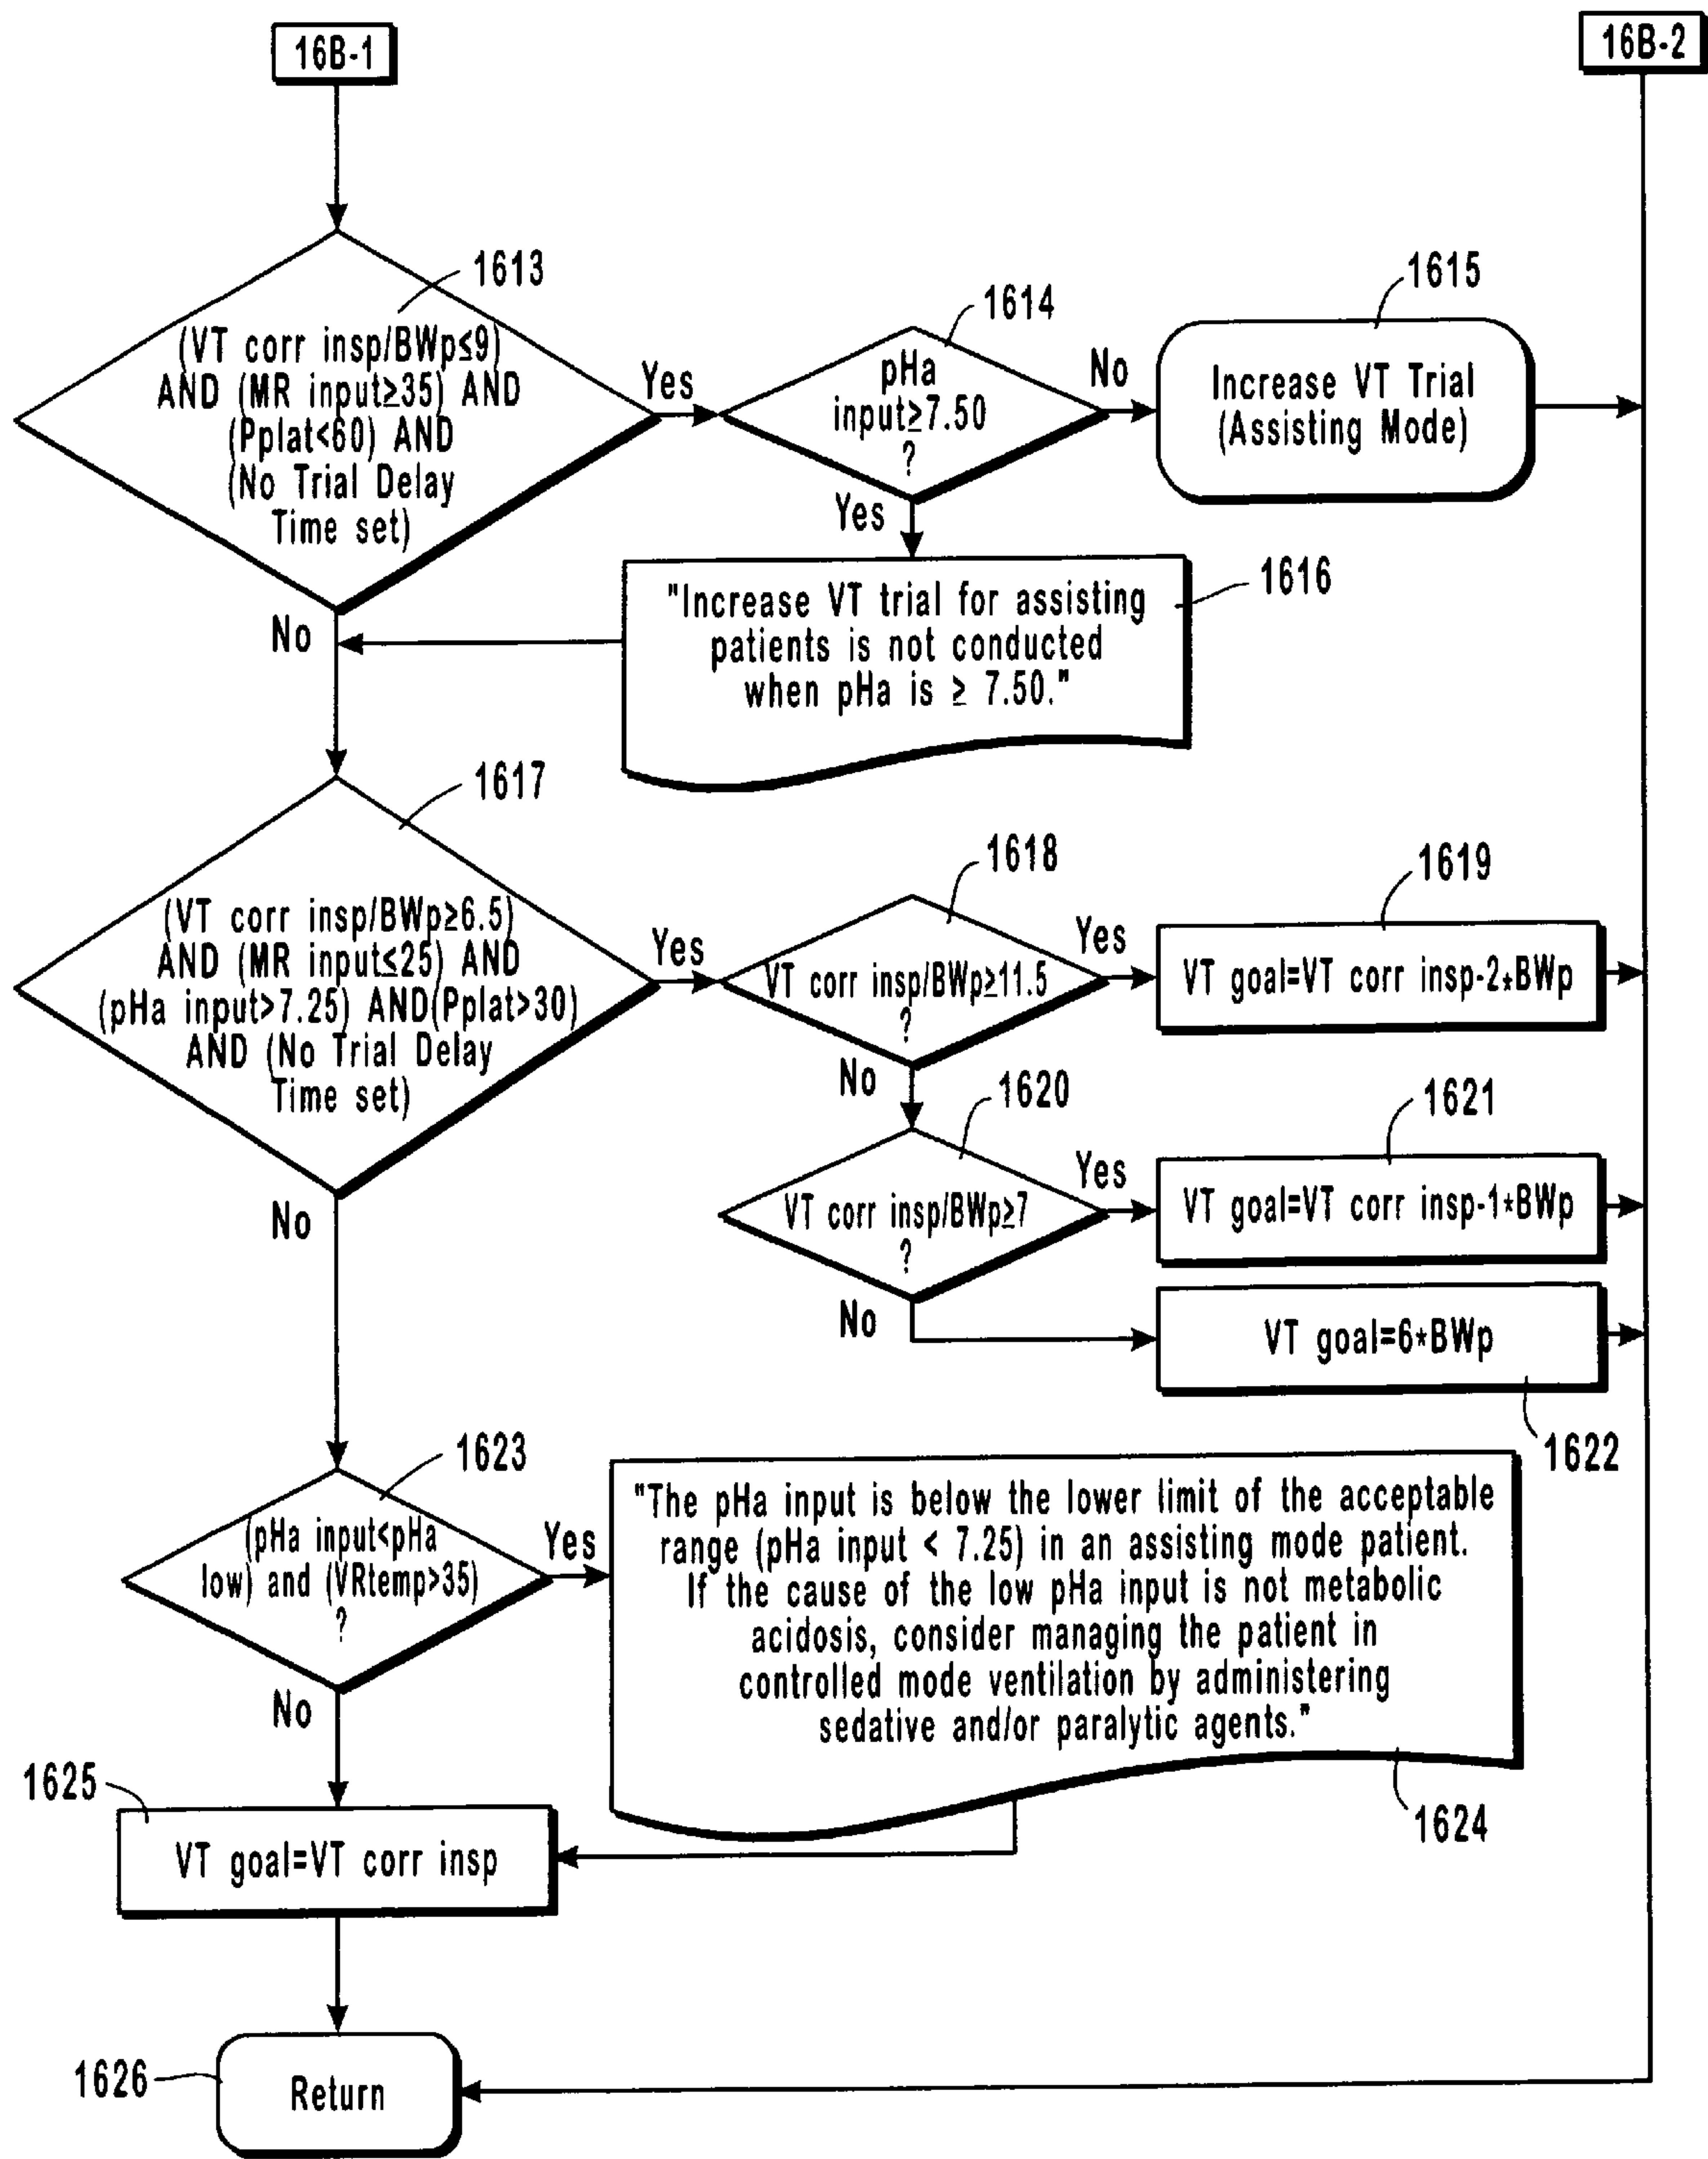 16B-1
16B-2
1613
(VT corr insp/BWp≤9)
AND (MR input≥35) AND
(Pplat<60) AND
(No Trial Delay
Time set)
Yes
No
1614
pHa
input≥7.50
?
No
Yes
1615
Increase VT Trial
(Assisting Mode)
1616
"Increase VT trial for assisting
patients is not conducted
when pHa is ≥ 7.50."
1617
(VT corr insp/BWp≥6.5)
AND (MR input≤25) AND
(pHa input>7.25) AND(Pplat>30)
AND (No Trial Delay
Time set)
Yes
No
1618
VT corr insp/BWp≥11.5
?
Yes
No
1619
VT goal=VT corr insp-2*BWp
1620
VT corr insp/BWp≥7
?
Yes
No
1621
VT goal=VT corr insp-1*BWp
VT goal=6*BWp
1622
1623
(pHa input<pHa
low) and (VRtemp>35)
?
Yes
No
"The pHa input is below the lower limit of the acceptable
range (pHa input < 7.25) in an assisting mode patient.
If the cause of the low pHa input is not metabolic
acidosis, consider managing the patient in
controlled mode ventilation by administering
sedative and/or paralytic agents."
1624
1625
VT goal=VT corr insp
1626
Return